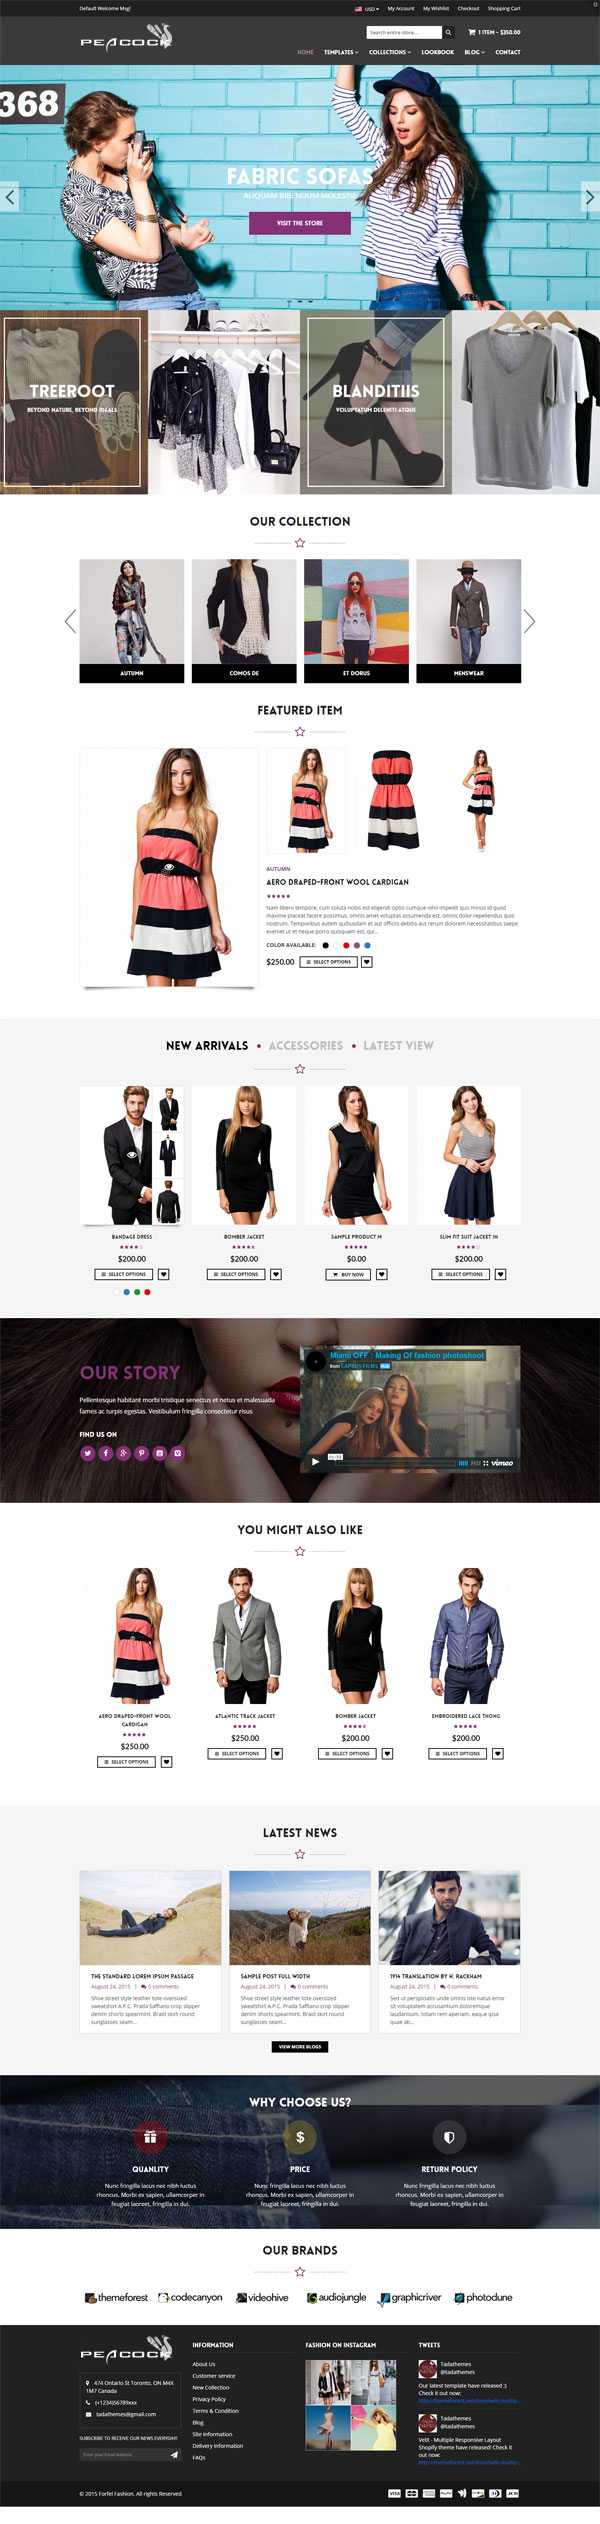 Default Welcome Msg!
USD My Account My Wishlist Checkout Shopping Cart
PEACOCK
Search entire store...
1 ITEM - $350.00
HOME TEMPLATES COLLECTIONS LOOKBOOK BLOG CONTACT
368
FABRIC SOFAS
ALIQUAM BIBENDUM MOLESTIE
VISIT THE STORE
TREEROOT
BEYOND NATURE, BEYOND IDEALS
BLANDITIIS
VOLUPTATUM DELENITI ATQUE
OUR COLLECTION
AUTUMN
COMOS DE
ET DORUS
MENSWEAR
FEATURED ITEM
AUTUMN
AERO DRAPED-FRONT WOOL CARDIGAN
Nam libero tempore, cum soluta nobis est eligendi optio cumque nihil impedit quo minus id quod
maxime placeat facere possimus, omnis amet voluptas assumenda est, omnis dolor repellendus quis
nostrum. Temporibus autem quibusdam et aut officiis debitis aut rerum dolorem necessitatibus saepe
eveniet ut et neque porro quisquam est, qui...
COLOR AVAILABLE:
$250.00 SELECT OPTIONS
NEW ARRIVALS • ACCESSORIES • LATEST VIEW
BANDAGE DRESS
$200.00
SELECT OPTIONS
BOMBER JACKET
$200.00
SELECT OPTIONS
SAMPLE PRODUCT M
$0.00
BUY NOW
SLIM FIT SUIT JACKET IN
$200.00
SELECT OPTIONS
OUR STORY
Pellentesque habitant morbi tristique senectus et netus et malesuada
fames ac turpis egestas. Vestibulum fringilla consectetur risus
FIND US ON
Miami OFF : Making Of fashion photoshoot
from CAPSUS FILMS
HD vimeo
YOU MIGHT ALSO LIKE
AERO DRAPED-FRONT WOOL
CARDIGAN
$250.00
SELECT OPTIONS
ATLANTIC TRACK JACKET
$250.00
SELECT OPTIONS
BOMBER JACKET
$200.00
SELECT OPTIONS
EMBROIDERED LACE THONG
$200.00
SELECT OPTIONS
LATEST NEWS
THE STANDARD LOREM IPSUM PASSAGE
August 24, 2015 | 0 comments
Shoe street style leather tote oversized
sweatshirt A.P.C. Prada Saffiano crop slipper
denim shorts spearmint. Braid skirt round
sunglasses seam...
SAMPLE POST FULL WIDTH
August 24, 2015 | 0 comments
Shoe street style leather tote oversized
sweatshirt A.P.C. Prada Saffiano crop slipper
denim shorts spearmint. Braid skirt round
sunglasses seam...
1914 TRANSLATION BY H. RACKHAM
August 24, 2015 | 0 comments
Sed ut perspiciatis unde omnis iste natus error
sit voluptatem accusantium doloremque
laudantium, totam rem aperiam, eaque ipsa
quae ab...
VIEW MORE BLOGS
WHY CHOOSE US?
QUANLITY
Nunc fringilla lacus nec nibh luctus
rhoncus. Morbi ex sapien, ullamcorper in
feugiat laoreet, fringilla in dui.
$
PRICE
Nunc fringilla lacus nec nibh luctus
rhoncus. Morbi ex sapien, ullamcorper in
feugiat laoreet, fringilla in dui.
RETURN POLICY
Nunc fringilla lacus nec nibh luctus
rhoncus. Morbi ex sapien, ullamcorper in
feugiat laoreet, fringilla in dui.
OUR BRANDS
themeforest codecanyon videohive audiojungle graphicriver photodune
PEACOCK
474 Ontario St Toronto, ON M4X
1M7 Canada
(+1234)56789xxx
tadathemes@gmail.com
SUBSCRIBE TO RECEIVE OUR NEWS EVERYDAY!
Enter your Email Address
INFORMATION
About Us
Customer service
New Collection
Privacy Policy
Terms & Condition
Blog
Site Information
Delivery Information
FAQs
FASHION ON INSTAGRAM
TWEETS
Tadathemes
@tadathemes
Our latest template have released :)
Check it out now:
http://themeforest.net/item/velit-multip...
Tadathemes
@tadathemes
Velit - Multiple Responsive Layout
Shopify theme have released! Check it
out now:
http://themeforest.net/item/velit-multip...
© 2015 Forfel Fashion. All rights Reserved
VISA